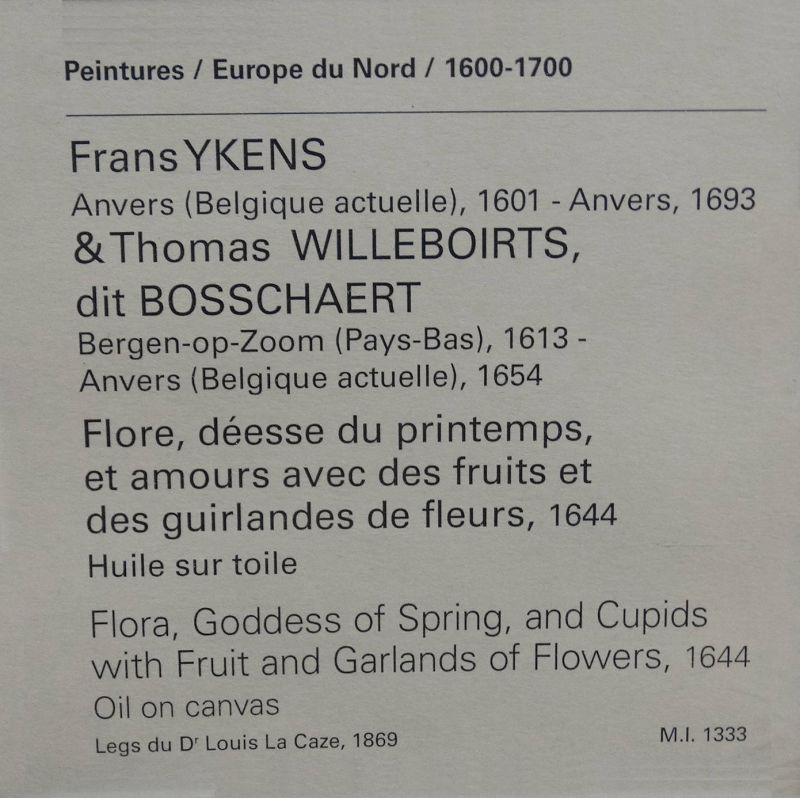 Peintures / Europe du Nord / 1600-1700
Frans YKENS
Anvers (Belgique actuelle), 1601 - Anvers, 1693
& Thomas WILLEBOIRTS,
dit BOSSCHAERT
Bergen-op-Zoom (Pays-Bas), 1613 -
Anvers (Belgique actuelle), 1654
Flore, déesse du printemps,
et amours avec des fruits et
des guirlandes de fleurs, 1644
Huile sur toile
Flora, Goddess of Spring, and Cupids
with Fruit and Garlands of Flowers, 1644
Oil on canvas
Legs du Dʳ Louis La Caze, 1869 M.I. 1333